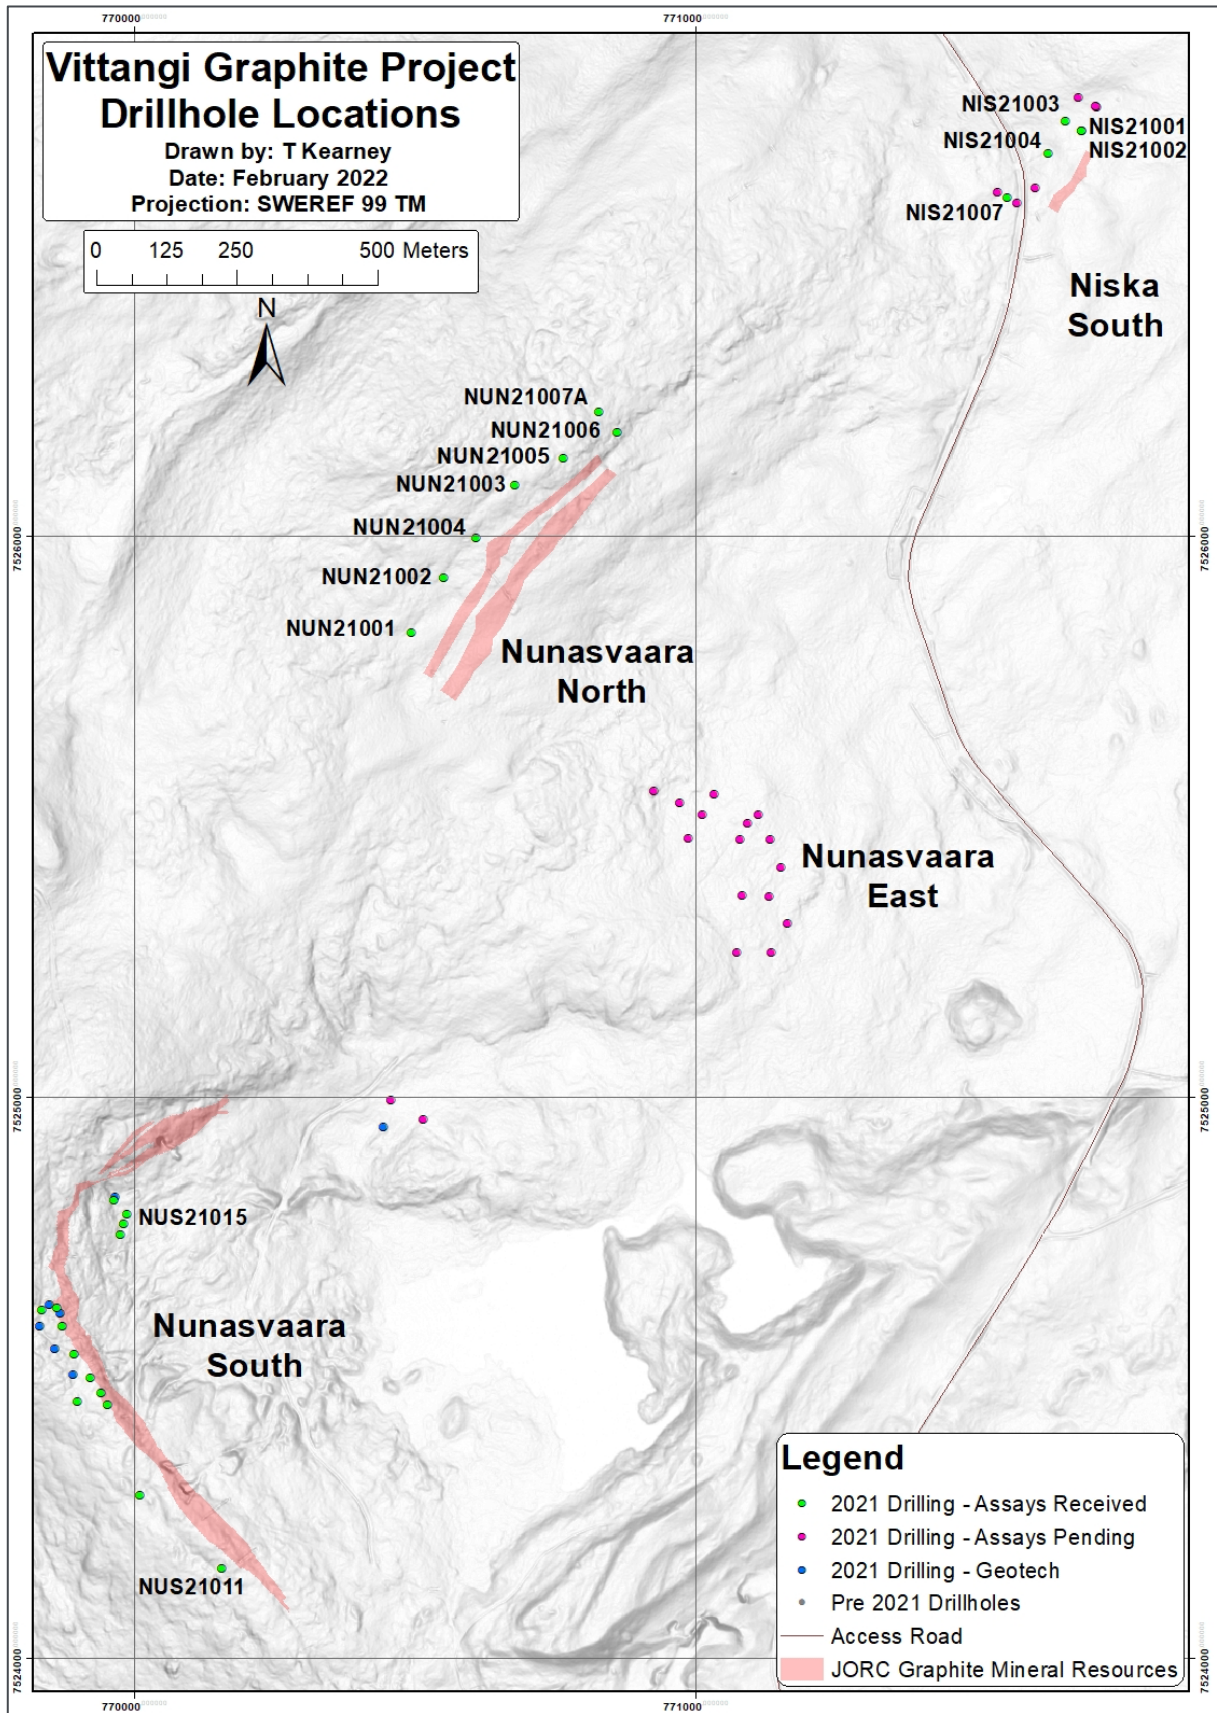 770000
771000
Vittangi Graphite Project
Drillhole Locations
Drawn by: T Kearney
Date: February 2022
Projection: SWEREF 99 TM
0 125 250 500 Meters
N
NIS21003
NIS21001
NIS21004
NIS21002
NIS21007
Niska
South
NUN21007A
NUN21006
NUN21005
NUN21003
NUN21004
7526000
7526000
NUN21002
NUN21001
Nunasvaara
North
Nunasvaara
East
7525000
7525000
NUS21015
Nunasvaara
South
NUS21011
Legend
2021 Drilling - Assays Received
2021 Drilling - Assays Pending
2021 Drilling - Geotech
Pre 2021 Drillholes
Access Road
JORC Graphite Mineral Resources
7524000
7524000
770000
771000